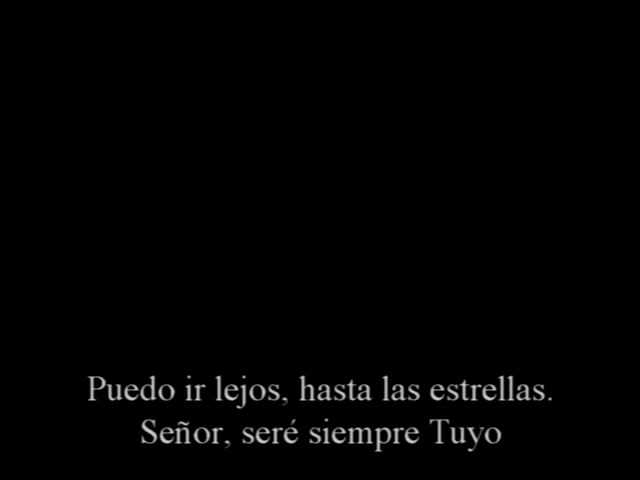 Puedo ir lejos, hasta las estrellas.
Señor, seré siempre Tuyo